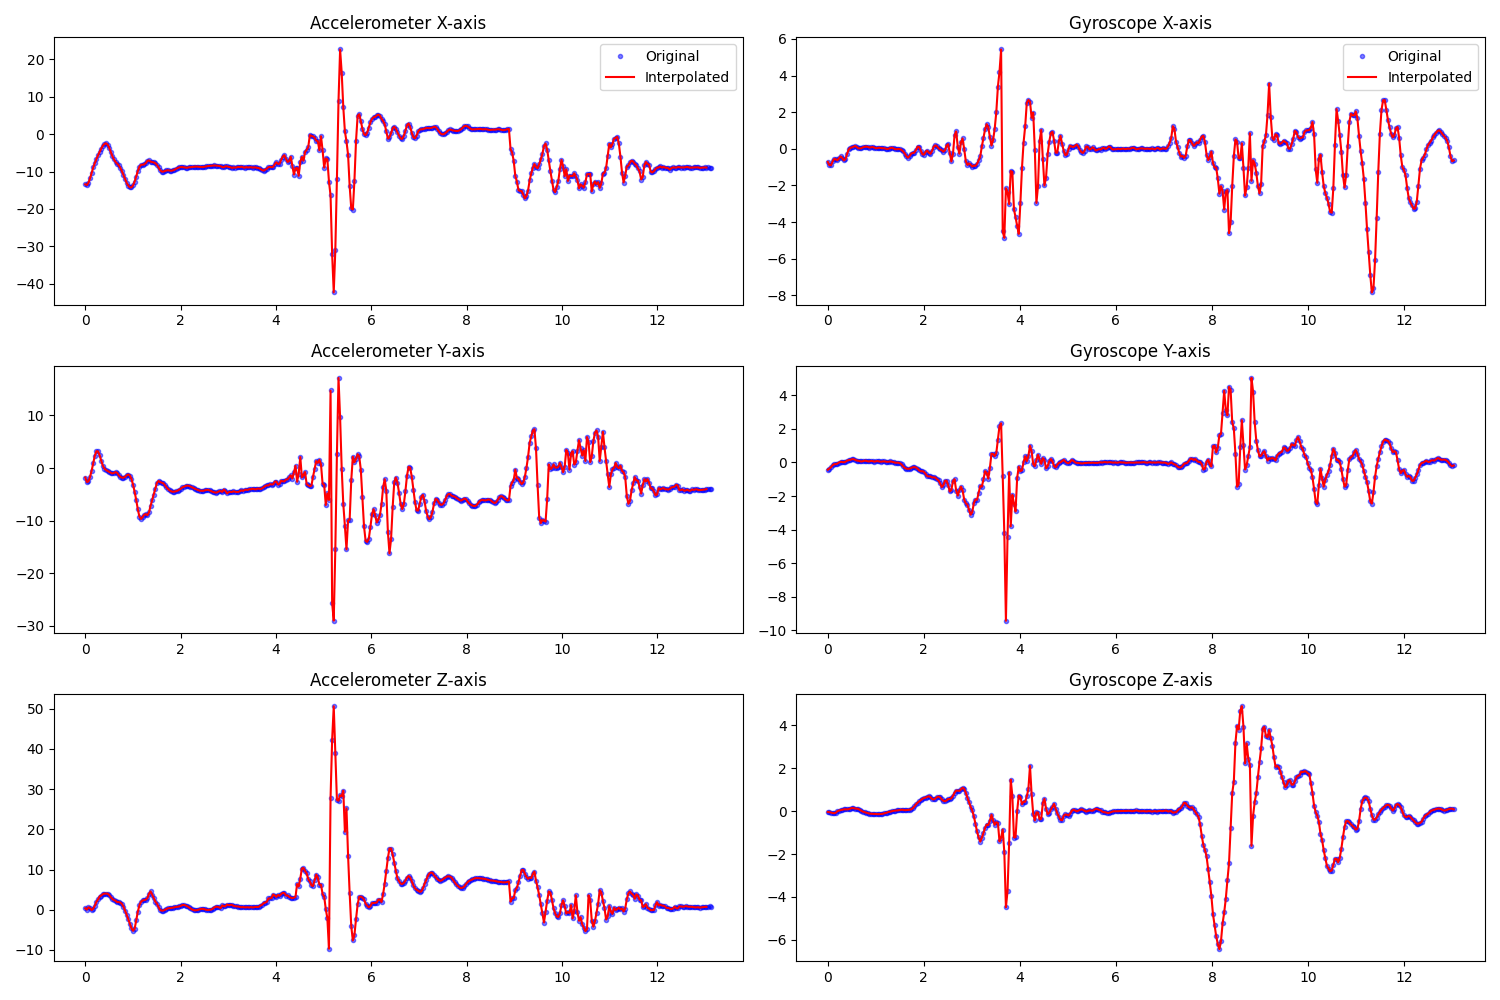 Accelerometer X-axis
Original
Interpolated
20
10
0
−10
−20
−30
−40
0 2 4 6 8 10 12
Gyroscope X-axis
Original
Interpolated
6
4
2
0
−2
−4
−6
−8
0 2 4 6 8 10 12
Accelerometer Y-axis
10
0
−10
−20
−30
0 2 4 6 8 10 12
Gyroscope Y-axis
4
2
0
−2
−4
−6
−8
−10
0 2 4 6 8 10 12
Accelerometer Z-axis
50
40
30
20
10
0
−10
0 2 4 6 8 10 12
Gyroscope Z-axis
4
2
0
−2
−4
−6
0 2 4 6 8 10 12